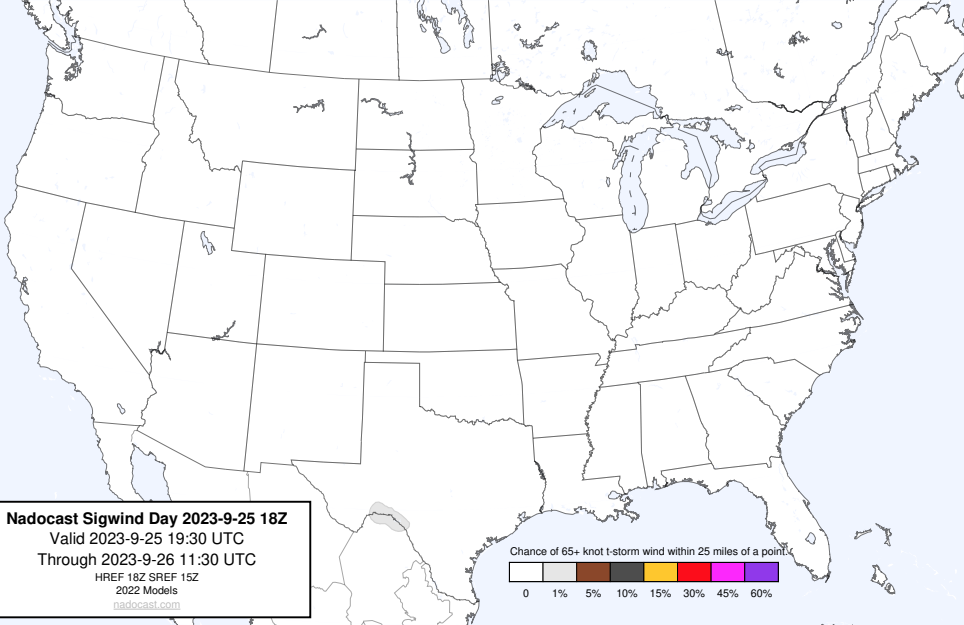 Nadocast Sigwind Day 2023-9-25 18Z
Valid 2023-9-25 19:30 UTC
Through 2023-9-26 11:30 UTC
HREF 18Z SREF 15Z
2022 Models
nadocast.com
Chance of 65+ knot t-storm wind within 25 miles of a point.
0 1% 5% 10% 15% 30% 45% 60%